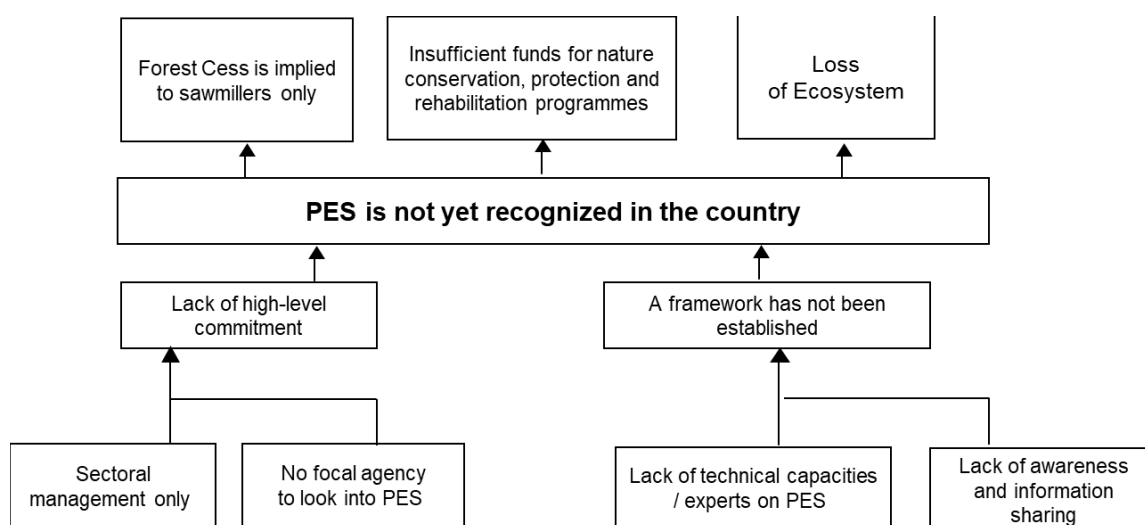 Forest Cess is implied
to sawmillers only
Insufficient funds for nature
conservation, protection and
rehabilitation programmes
Loss
of Ecosystem
PES is not yet recognized in the country
Lack of high-level
commitment
A framework has not been
established
Sectoral
management only
No focal agency
to look into PES
Lack of technical capacities
/ experts on PES
Lack of awareness
and information
sharing